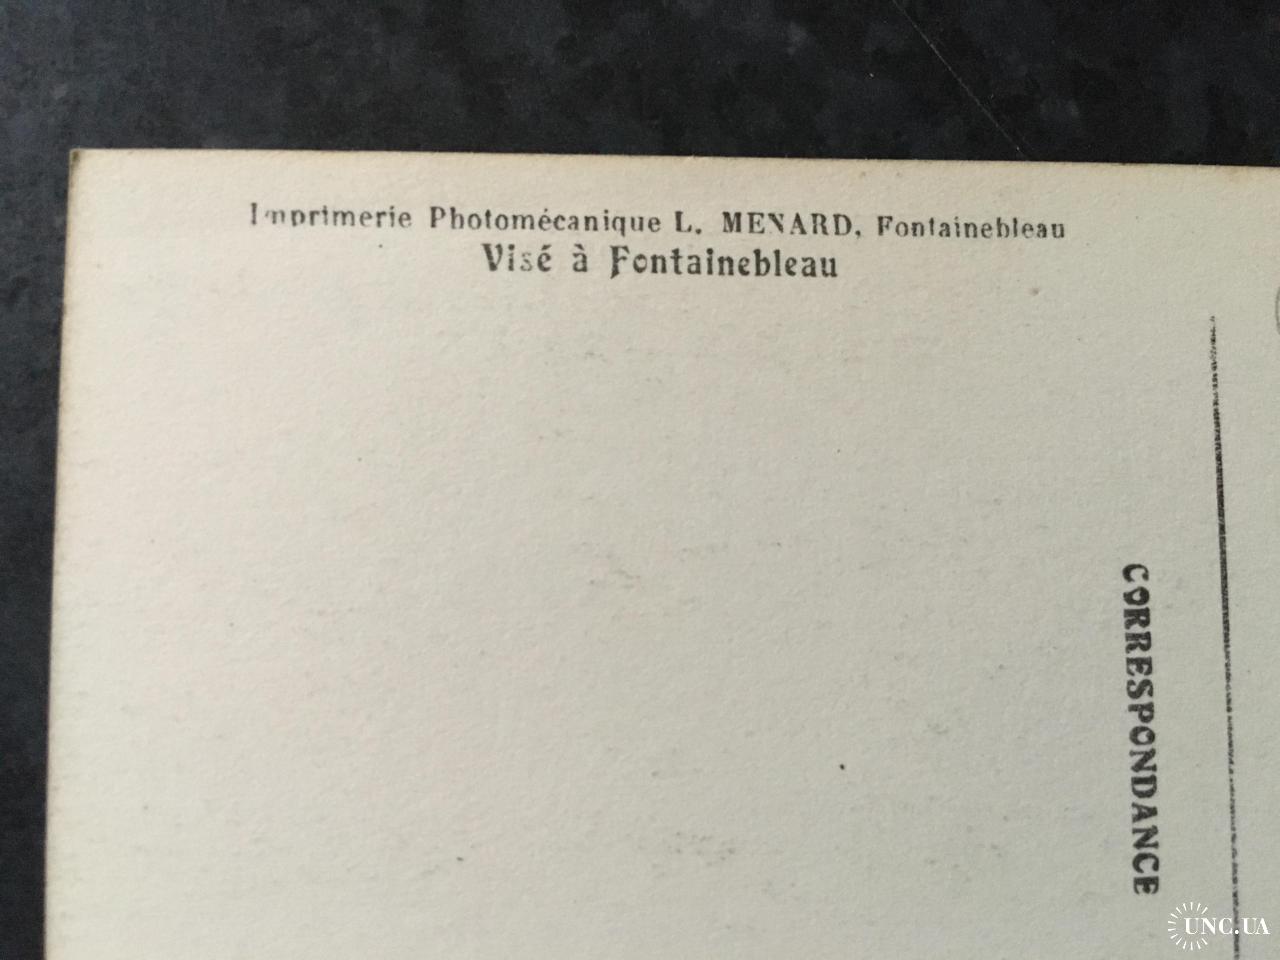 Imprimerie Photomécanique L. MENARD, Fontainebleau
Visé à Fontainebleau
CORRESPONDANCE
UNC.UA